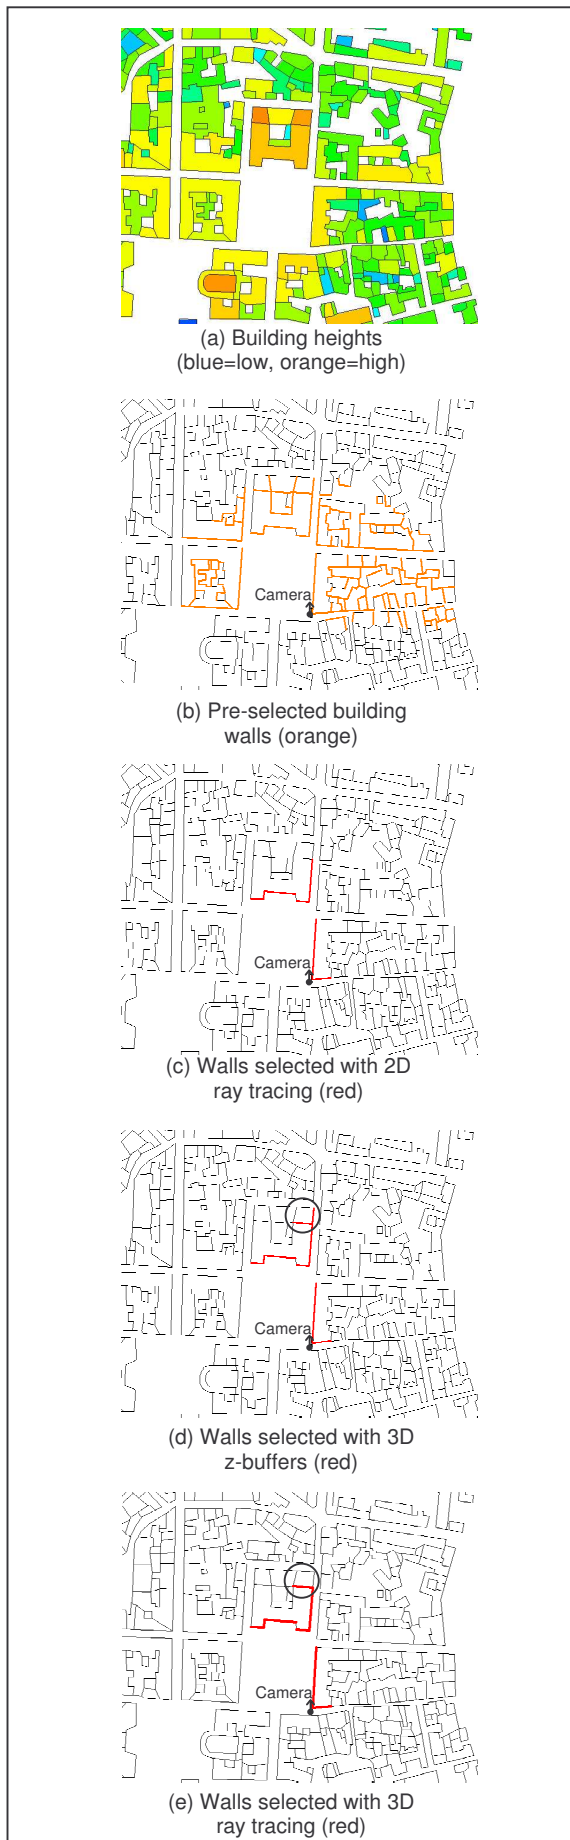 (a) Building heights
(blue=low, orange=high)
Camera
(b) Pre-selected building
walls (orange)
Camera
(c) Walls selected with 2D
ray tracing (red)
Camera
(d) Walls selected with 3D
z-buffers (red)
Camera
(e) Walls selected with 3D
ray tracing (red)